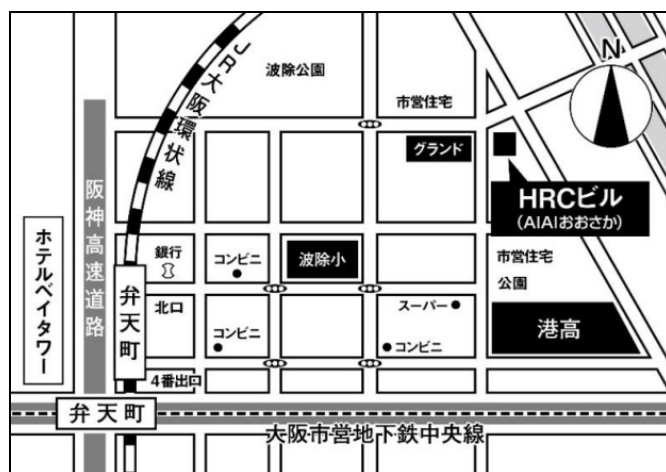 JR大阪環状線
波除公園
市営住宅
N
グランド
HRCビル
(AIAIおおさか)
阪神高速道路
ホテルベイタワー
銀行
コンビニ
波除小
市営住宅
公園
弁天町
北口
スーパー
港高
コンビニ
コンビニ
4番出口
弁天町
大阪市営地下鉄中央線